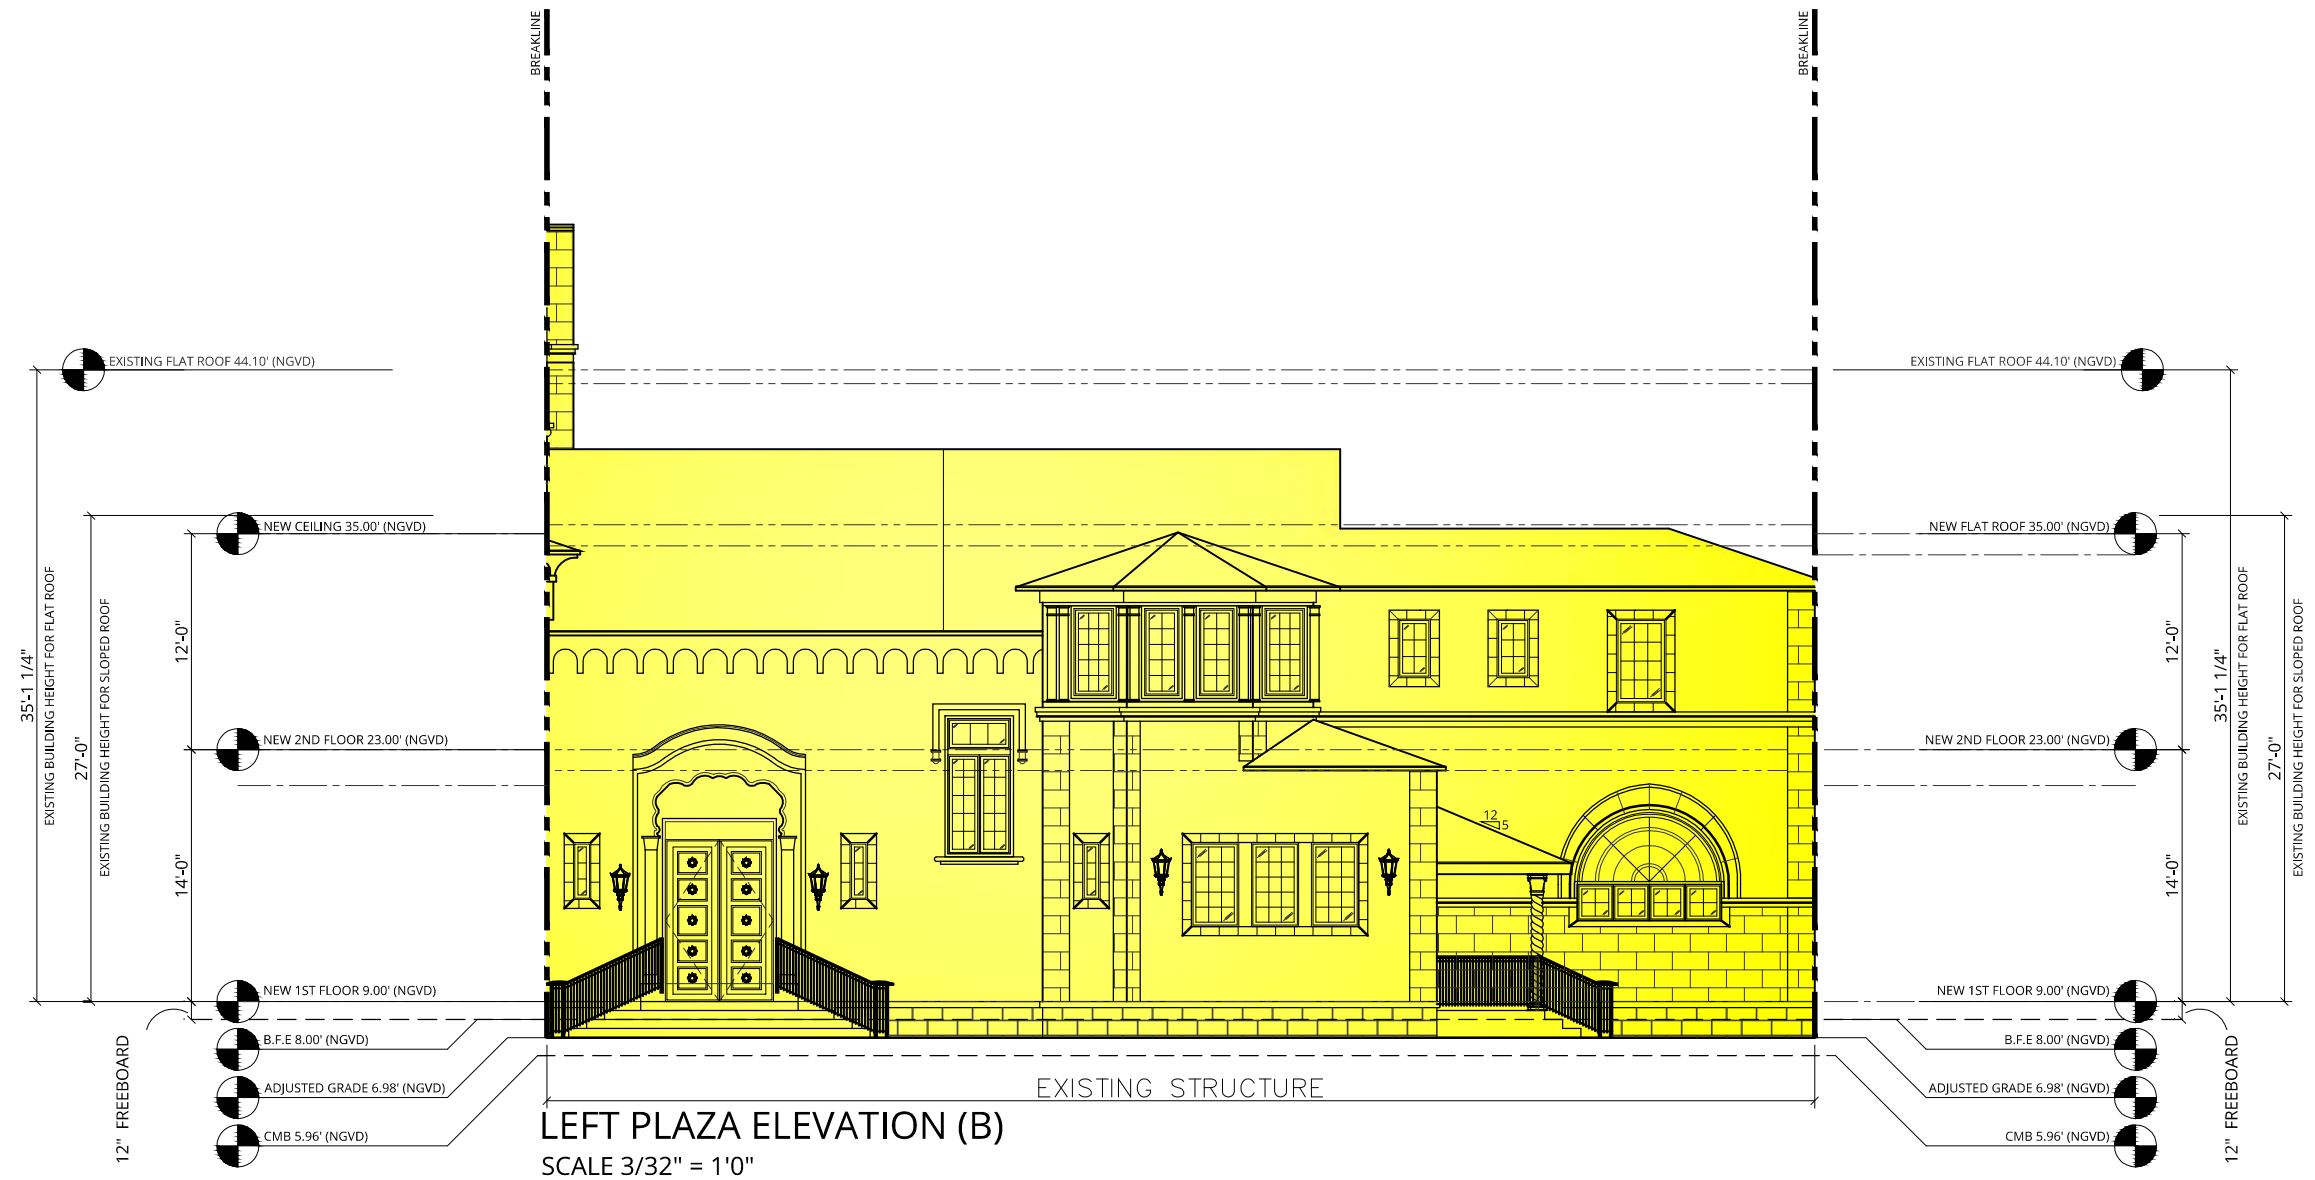 BREAKLINE
BREAKLINE
EXISTING FLAT ROOF 44.10' (NGVD)
EXISTING FLAT ROOF 44.10' (NGVD)
NEW CEILING 35.00' (NGVD)
NEW FLAT ROOF 35.00' (NGVD)
35'-1 1/4"
EXISTING BUILDING HEIGHT FOR FLAT ROOF
27'-0"
EXISTING BUILDING HEIGHT FOR SLOPED ROOF
12'-0"
12'-0"
35'-1 1/4"
EXISTING BUILDING HEIGHT FOR FLAT ROOF
27'-0"
EXISTING BUILDING HEIGHT FOR SLOPED ROOF
NEW 2ND FLOOR 23.00' (NGVD)
NEW 2ND FLOOR 23.00' (NGVD)
12
5
14'-0"
14'-0"
NEW 1ST FLOOR 9.00' (NGVD)
NEW 1ST FLOOR 9.00' (NGVD)
B.F.E 8.00' (NGVD)
B.F.E 8.00' (NGVD)
12" FREEBOARD
12" FREEBOARD
ADJUSTED GRADE 6.98' (NGVD)
ADJUSTED GRADE 6.98' (NGVD)
EXISTING STRUCTURE
CMB 5.96' (NGVD)
CMB 5.96' (NGVD)
LEFT PLAZA ELEVATION (B)
SCALE 3/32" = 1'0"